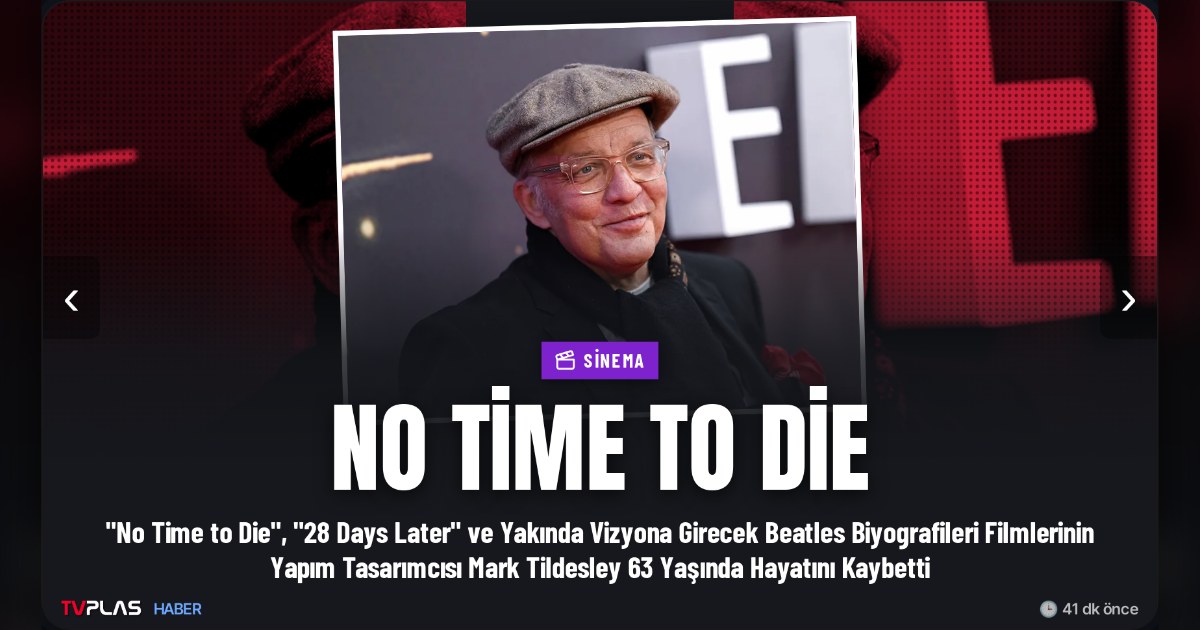 E
SİNEMA
NO TİME TO DİE
"No Time to Die", "28 Days Later" ve Yakında Vizyona Girecek Beatles Biyografileri Filmlerinin
Yapım Tasarımcısı Mark Tildesley 63 Yaşında Hayatını Kaybetti
TVPLAS HABER
41 dk önce